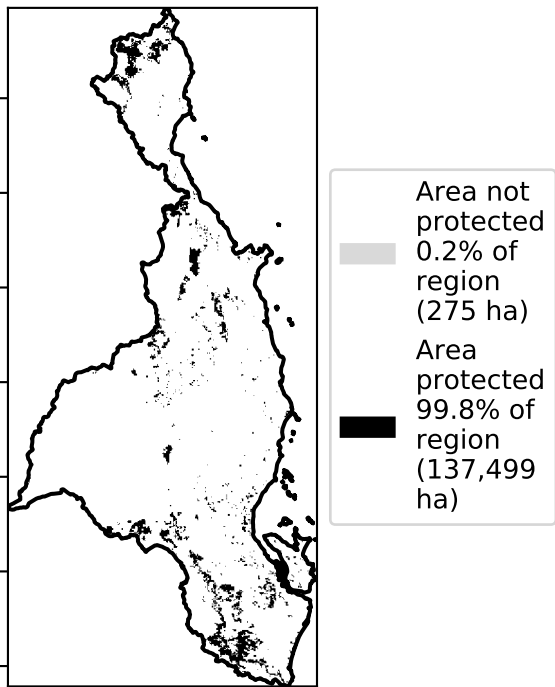 Area not
protected
0.2% of
region
(275 ha)
Area
protected
99.8% of
region
(137,499
ha)